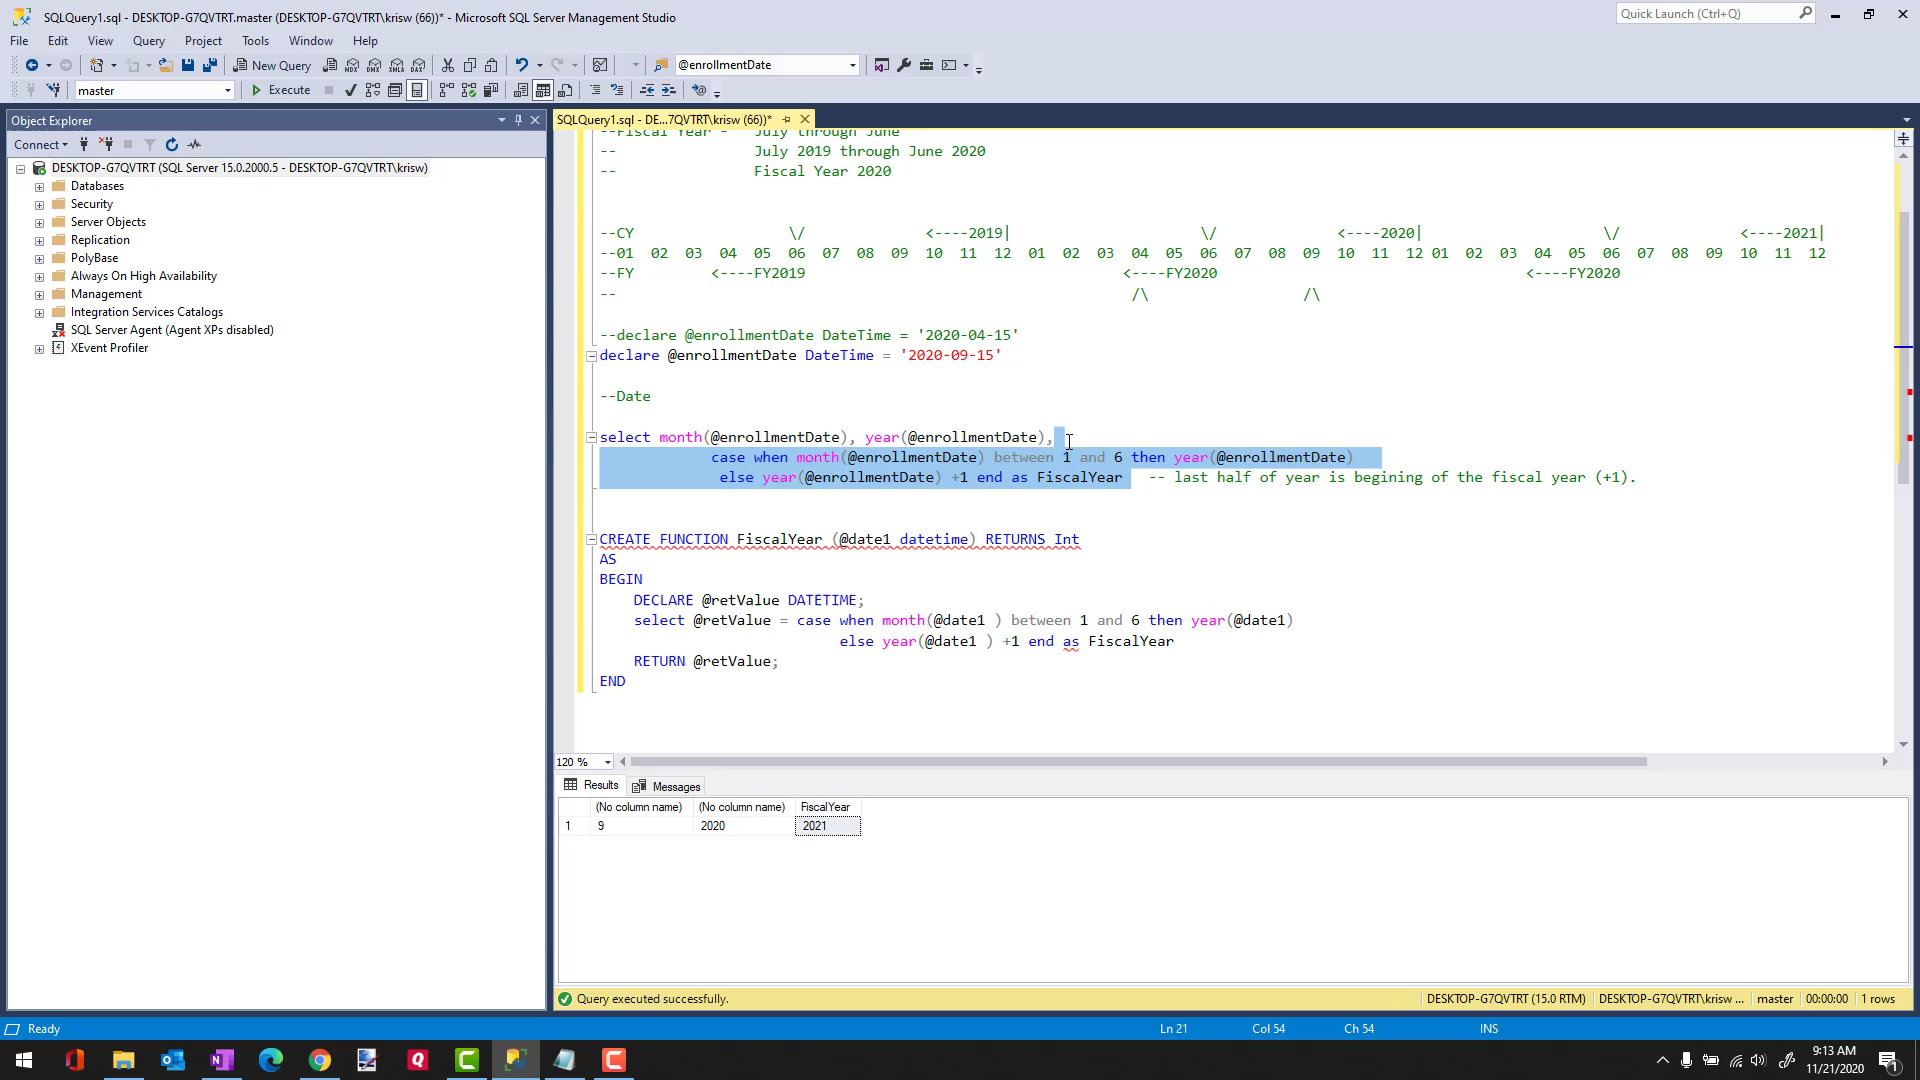 SQLQuery1.sql - DESKTOP-G7QVTRT.master (DESKTOP-G7QVTRT\krisw (66))* - Microsoft SQL Server Management Studio
Quick Launch (Ctrl+Q)
File Edit View Query Project Tools Window Help
New Query
@enrollmentDate
master
Execute
Object Explorer
Connect
DESKTOP-G7QVTRT (SQL Server 15.0.2000.5 - DESKTOP-G7QVTRT\krisw)
Databases
Security
Server Objects
Replication
PolyBase
Always On High Availability
Management
Integration Services Catalogs
SQL Server Agent (Agent XPs disabled)
XEvent Profiler
SQLQuery1.sql - DE...7QVTRT\krisw (66))*
--Fiscal Year - July through June
-- July 2019 through June 2020
-- Fiscal Year 2020
--CY \/ <----2019| \/ <----2020| \/ <----2021|
--01 02 03 04 05 06 07 08 09 10 11 12 01 02 03 04 05 06 07 08 09 10 11 12 01 02 03 04 05 06 07 08 09 10 11 12
--FY <----FY2019 <----FY2020 <----FY2020
-- /\ /\
--declare @enrollmentDate DateTime = '2020-04-15'
declare @enrollmentDate DateTime = '2020-09-15'
--Date
select month(@enrollmentDate), year(@enrollmentDate),
case when month(@enrollmentDate) between 1 and 6 then year(@enrollmentDate)
else year(@enrollmentDate) +1 end as FiscalYear -- last half of year is begining of the fiscal year (+1).
CREATE FUNCTION FiscalYear (@date1 datetime) RETURNS Int
AS
BEGIN
DECLARE @retValue DATETIME;
select @retValue = case when month(@date1 ) between 1 and 6 then year(@date1)
else year(@date1 ) +1 end as FiscalYear
RETURN @retValue;
END
120 %
Results Messages
(No column name) (No column name) FiscalYear
1 9 2020 2021
Query executed successfully.
DESKTOP-G7QVTRT (15.0 RTM) DESKTOP-G7QVTRT\krisw ... master 00:00:00 1 rows
Ready
Ln 21 Col 54 Ch 54 INS
9:13 AM
11/21/2020
1